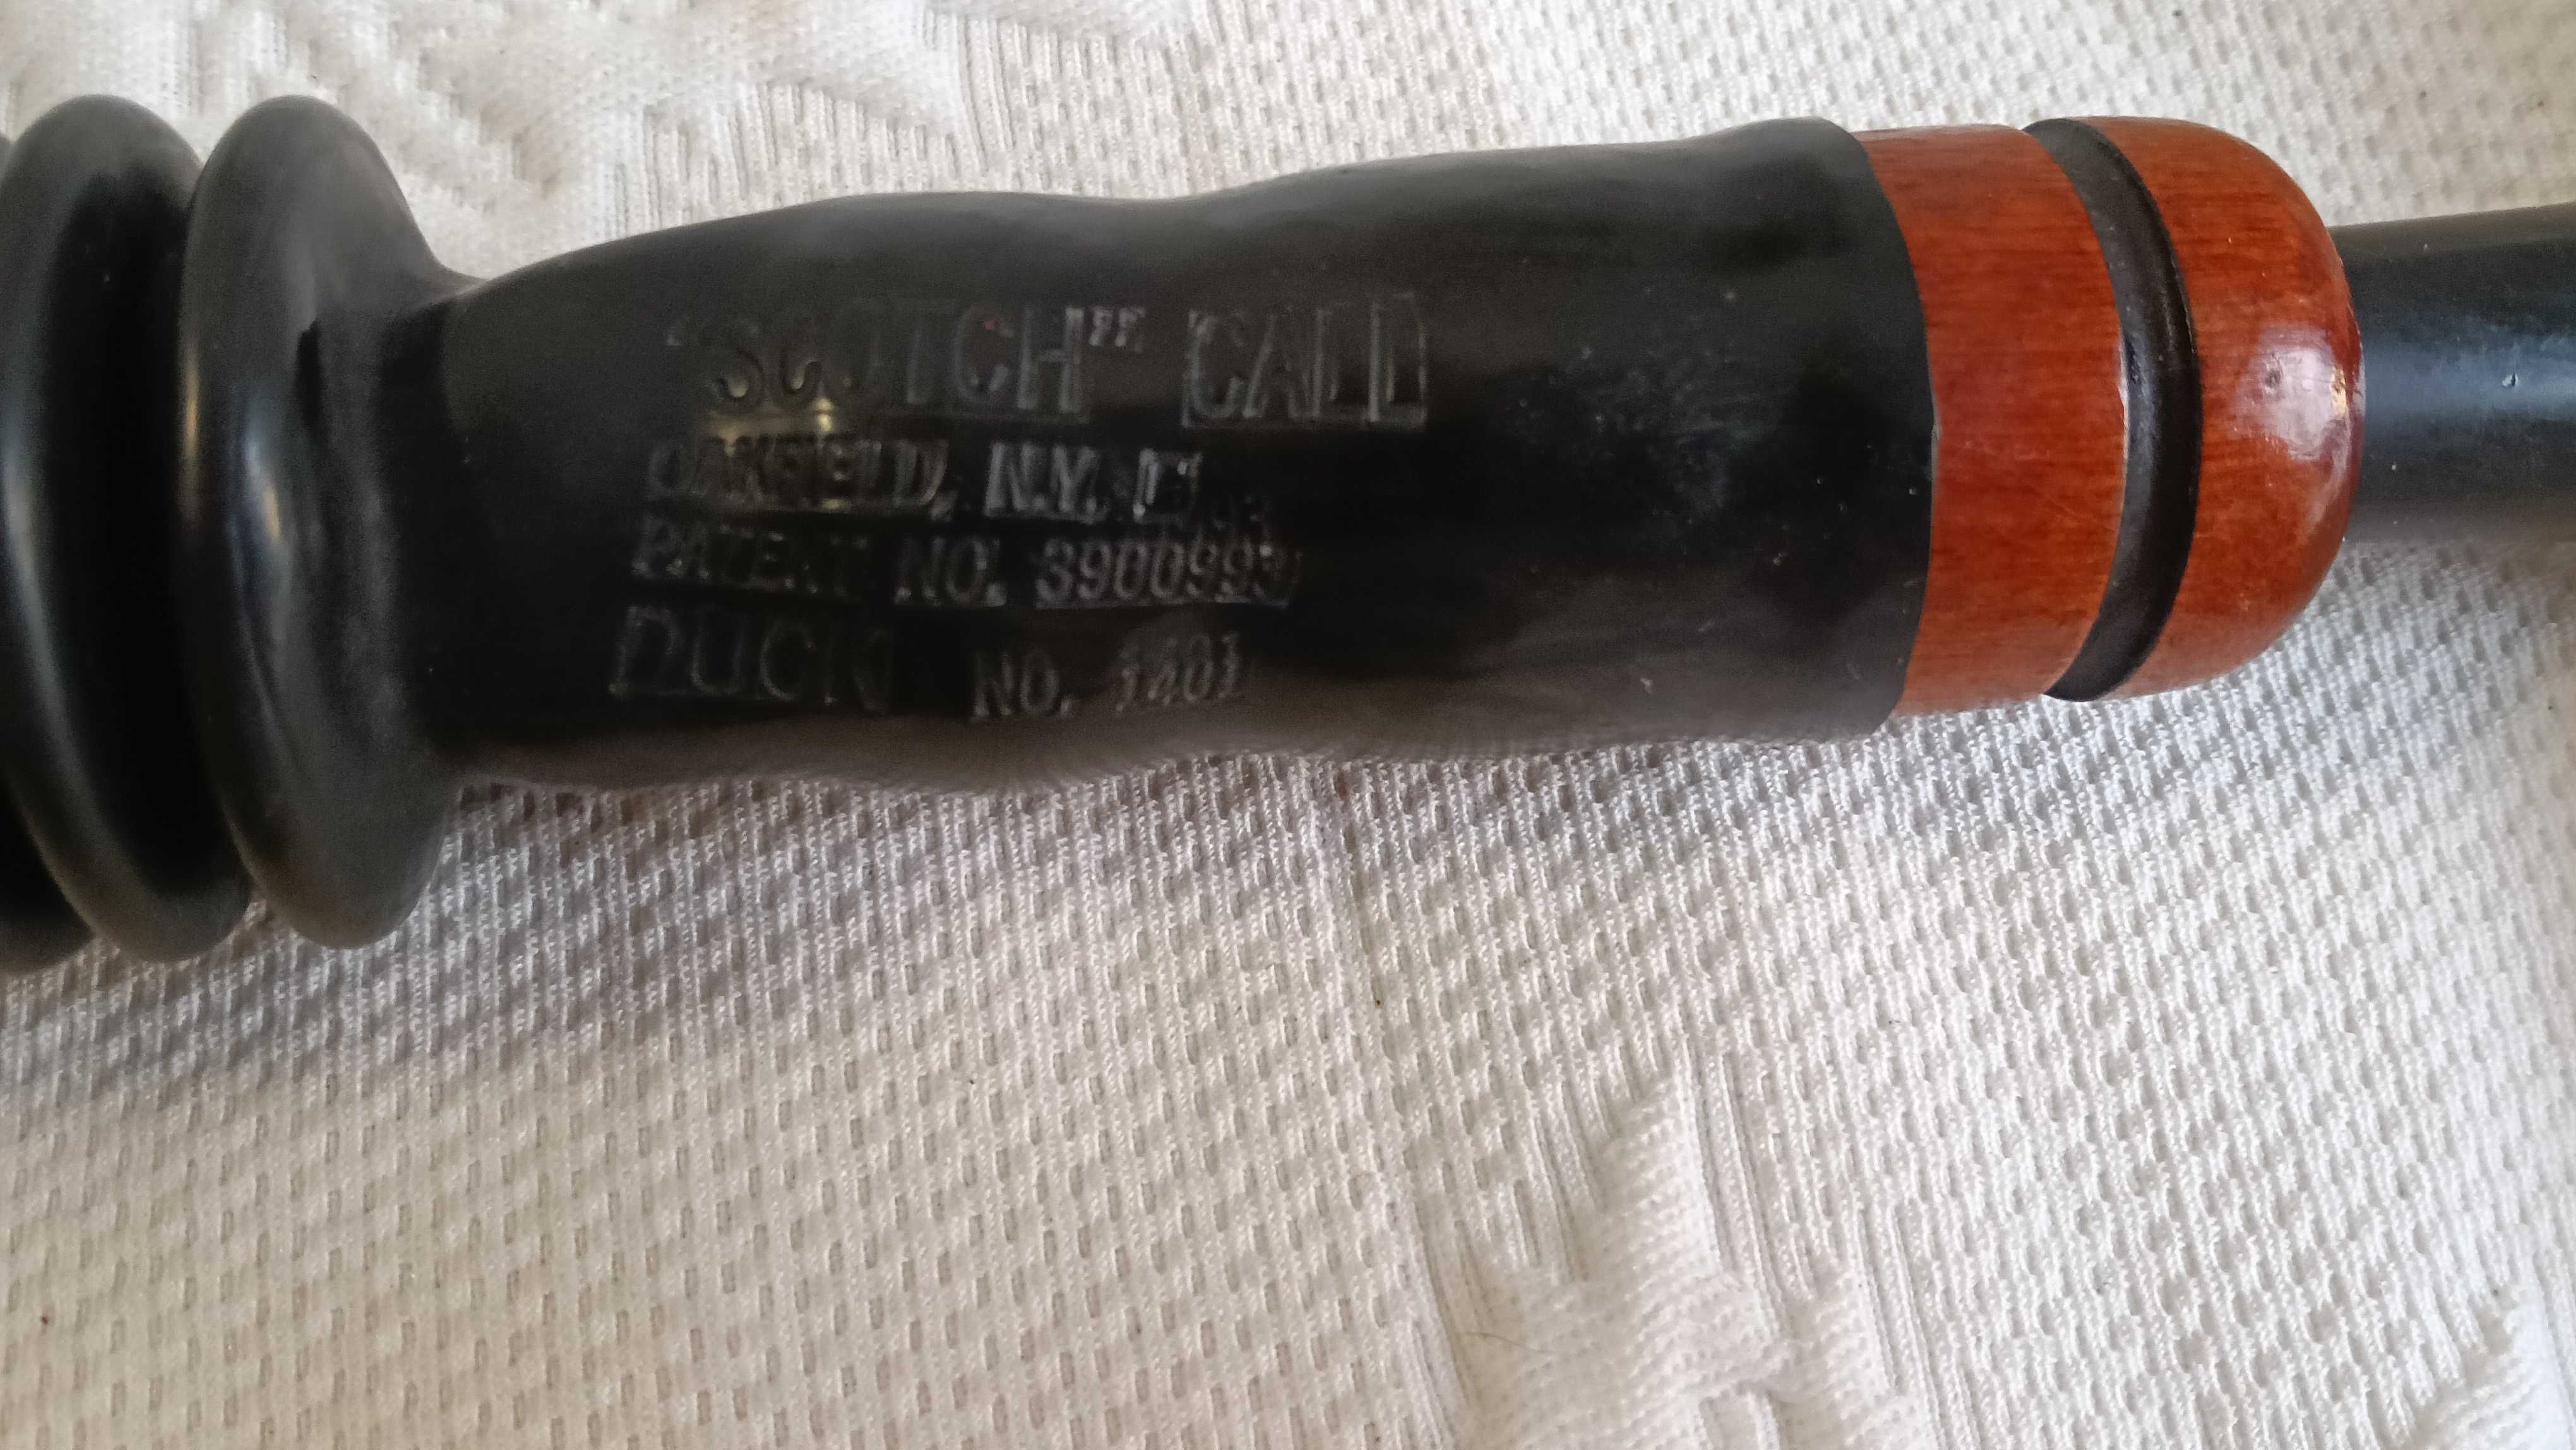 "SCOTCH" CALL
OAKFIELD, N.Y.
PATENT NO. 3900993
DUCK NO. 1401